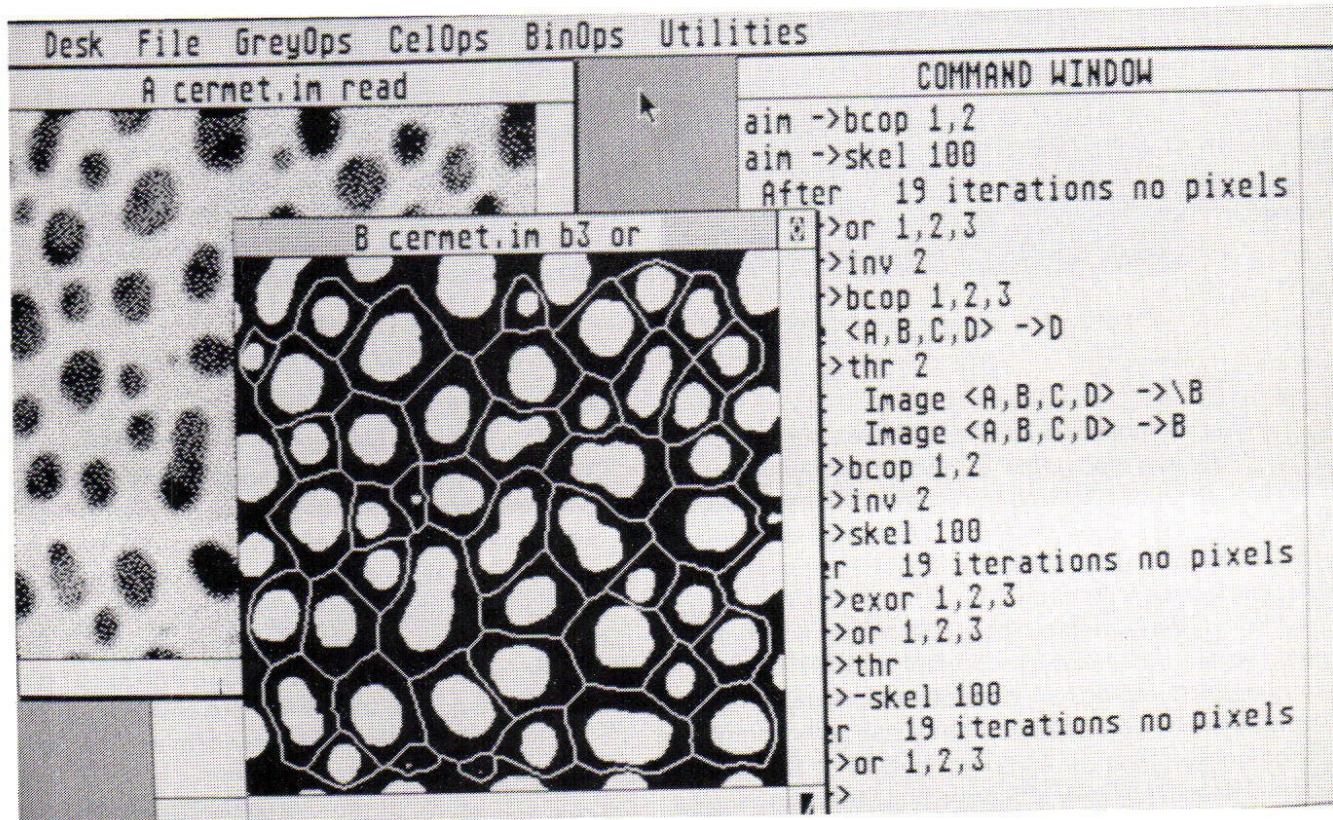 Desk File GreyOps CelOps BinOps Utilities
A cermet.im read
B cermet.im b3 or
COMMAND WINDOW
aim ->bcop 1,2
aim ->skel 100
After 19 iterations no pixels
>or 1,2,3
>inv 2
>bcop 1,2,3
<A,B,C,D> ->D
>thr 2
Image <A,B,C,D> ->\B
Image <A,B,C,D> ->B
>bcop 1,2
>inv 2
>skel 100
r 19 iterations no pixels
>exor 1,2,3
>or 1,2,3
>thr
>-skel 100
r 19 iterations no pixels
>or 1,2,3
>